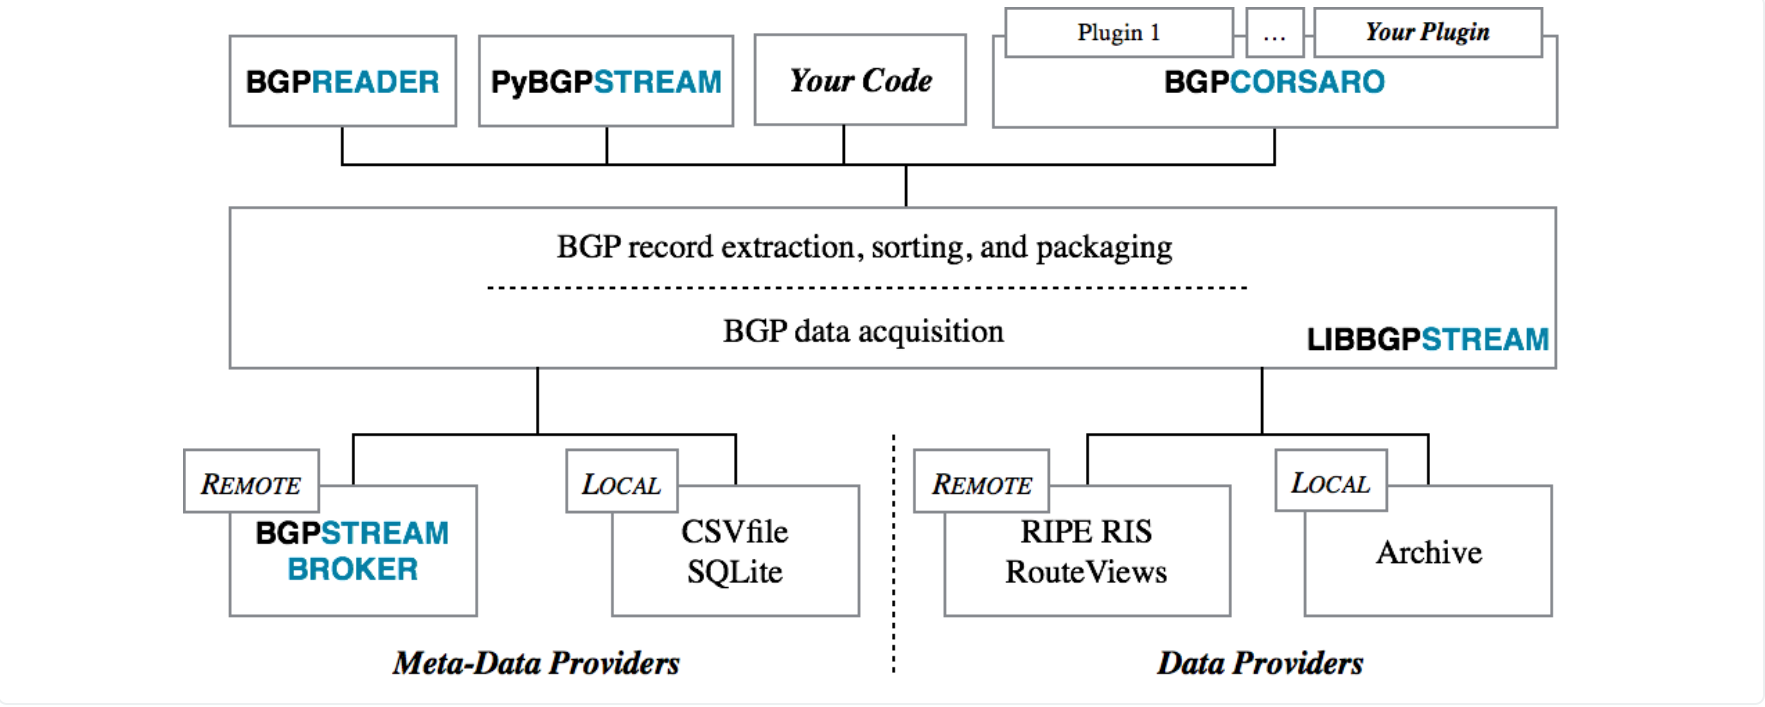 Plugin 1
...
Your Plugin
BGPREADER
PyBGPSTREAM
Your Code
BGPCORSARO
BGP record extraction, sorting, and packaging
BGP data acquisition
LIBBGPSTREAM
REMOTE
BGPSTREAM
BROKER
LOCAL
CSVfile
SQLite
REMOTE
RIPE RIS
RouteViews
LOCAL
Archive
Meta-Data Providers
Data Providers